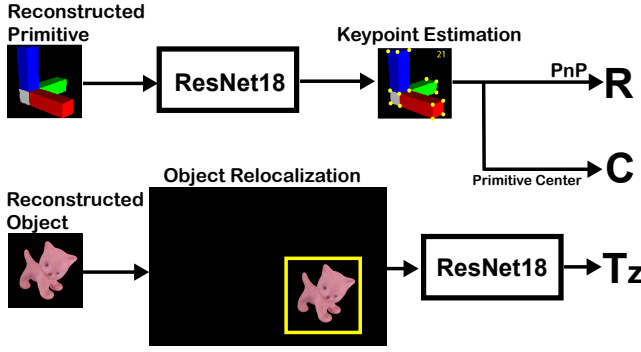 Reconstructed
Primitive
ResNet18
Keypoint Estimation
21
PnP
R
C
Primitive Center
Reconstructed
Object
Object Relocalization
ResNet18
Tz